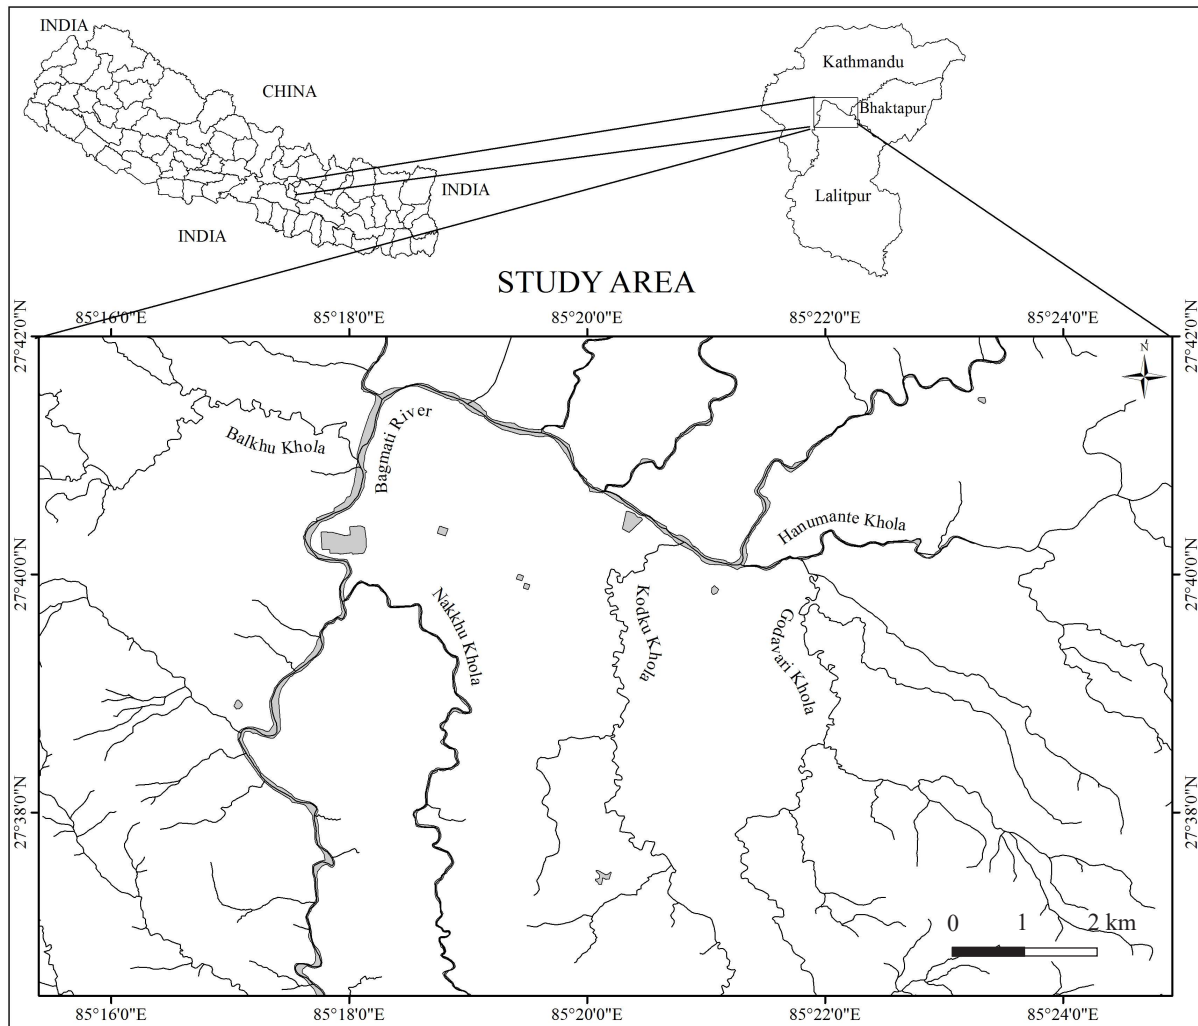 INDIA
CHINA
INDIA
INDIA
Kathmandu
Bhaktapur
Lalitpur
STUDY AREA
85°16'0"E 85°18'0"E 85°20'0"E 85°22'0"E 85°24'0"E
27°42'0"N
27°42'0"N
N
Balkhu Khola
Bagmati River
Hanumante Khola
27°40'0"N
27°40'0"N
Nakkhu Khola
Kodku Khola
Godavari Khola
27°38'0"N
27°38'0"N
0 1 2 km
85°16'0"E 85°18'0"E 85°20'0"E 85°22'0"E 85°24'0"E